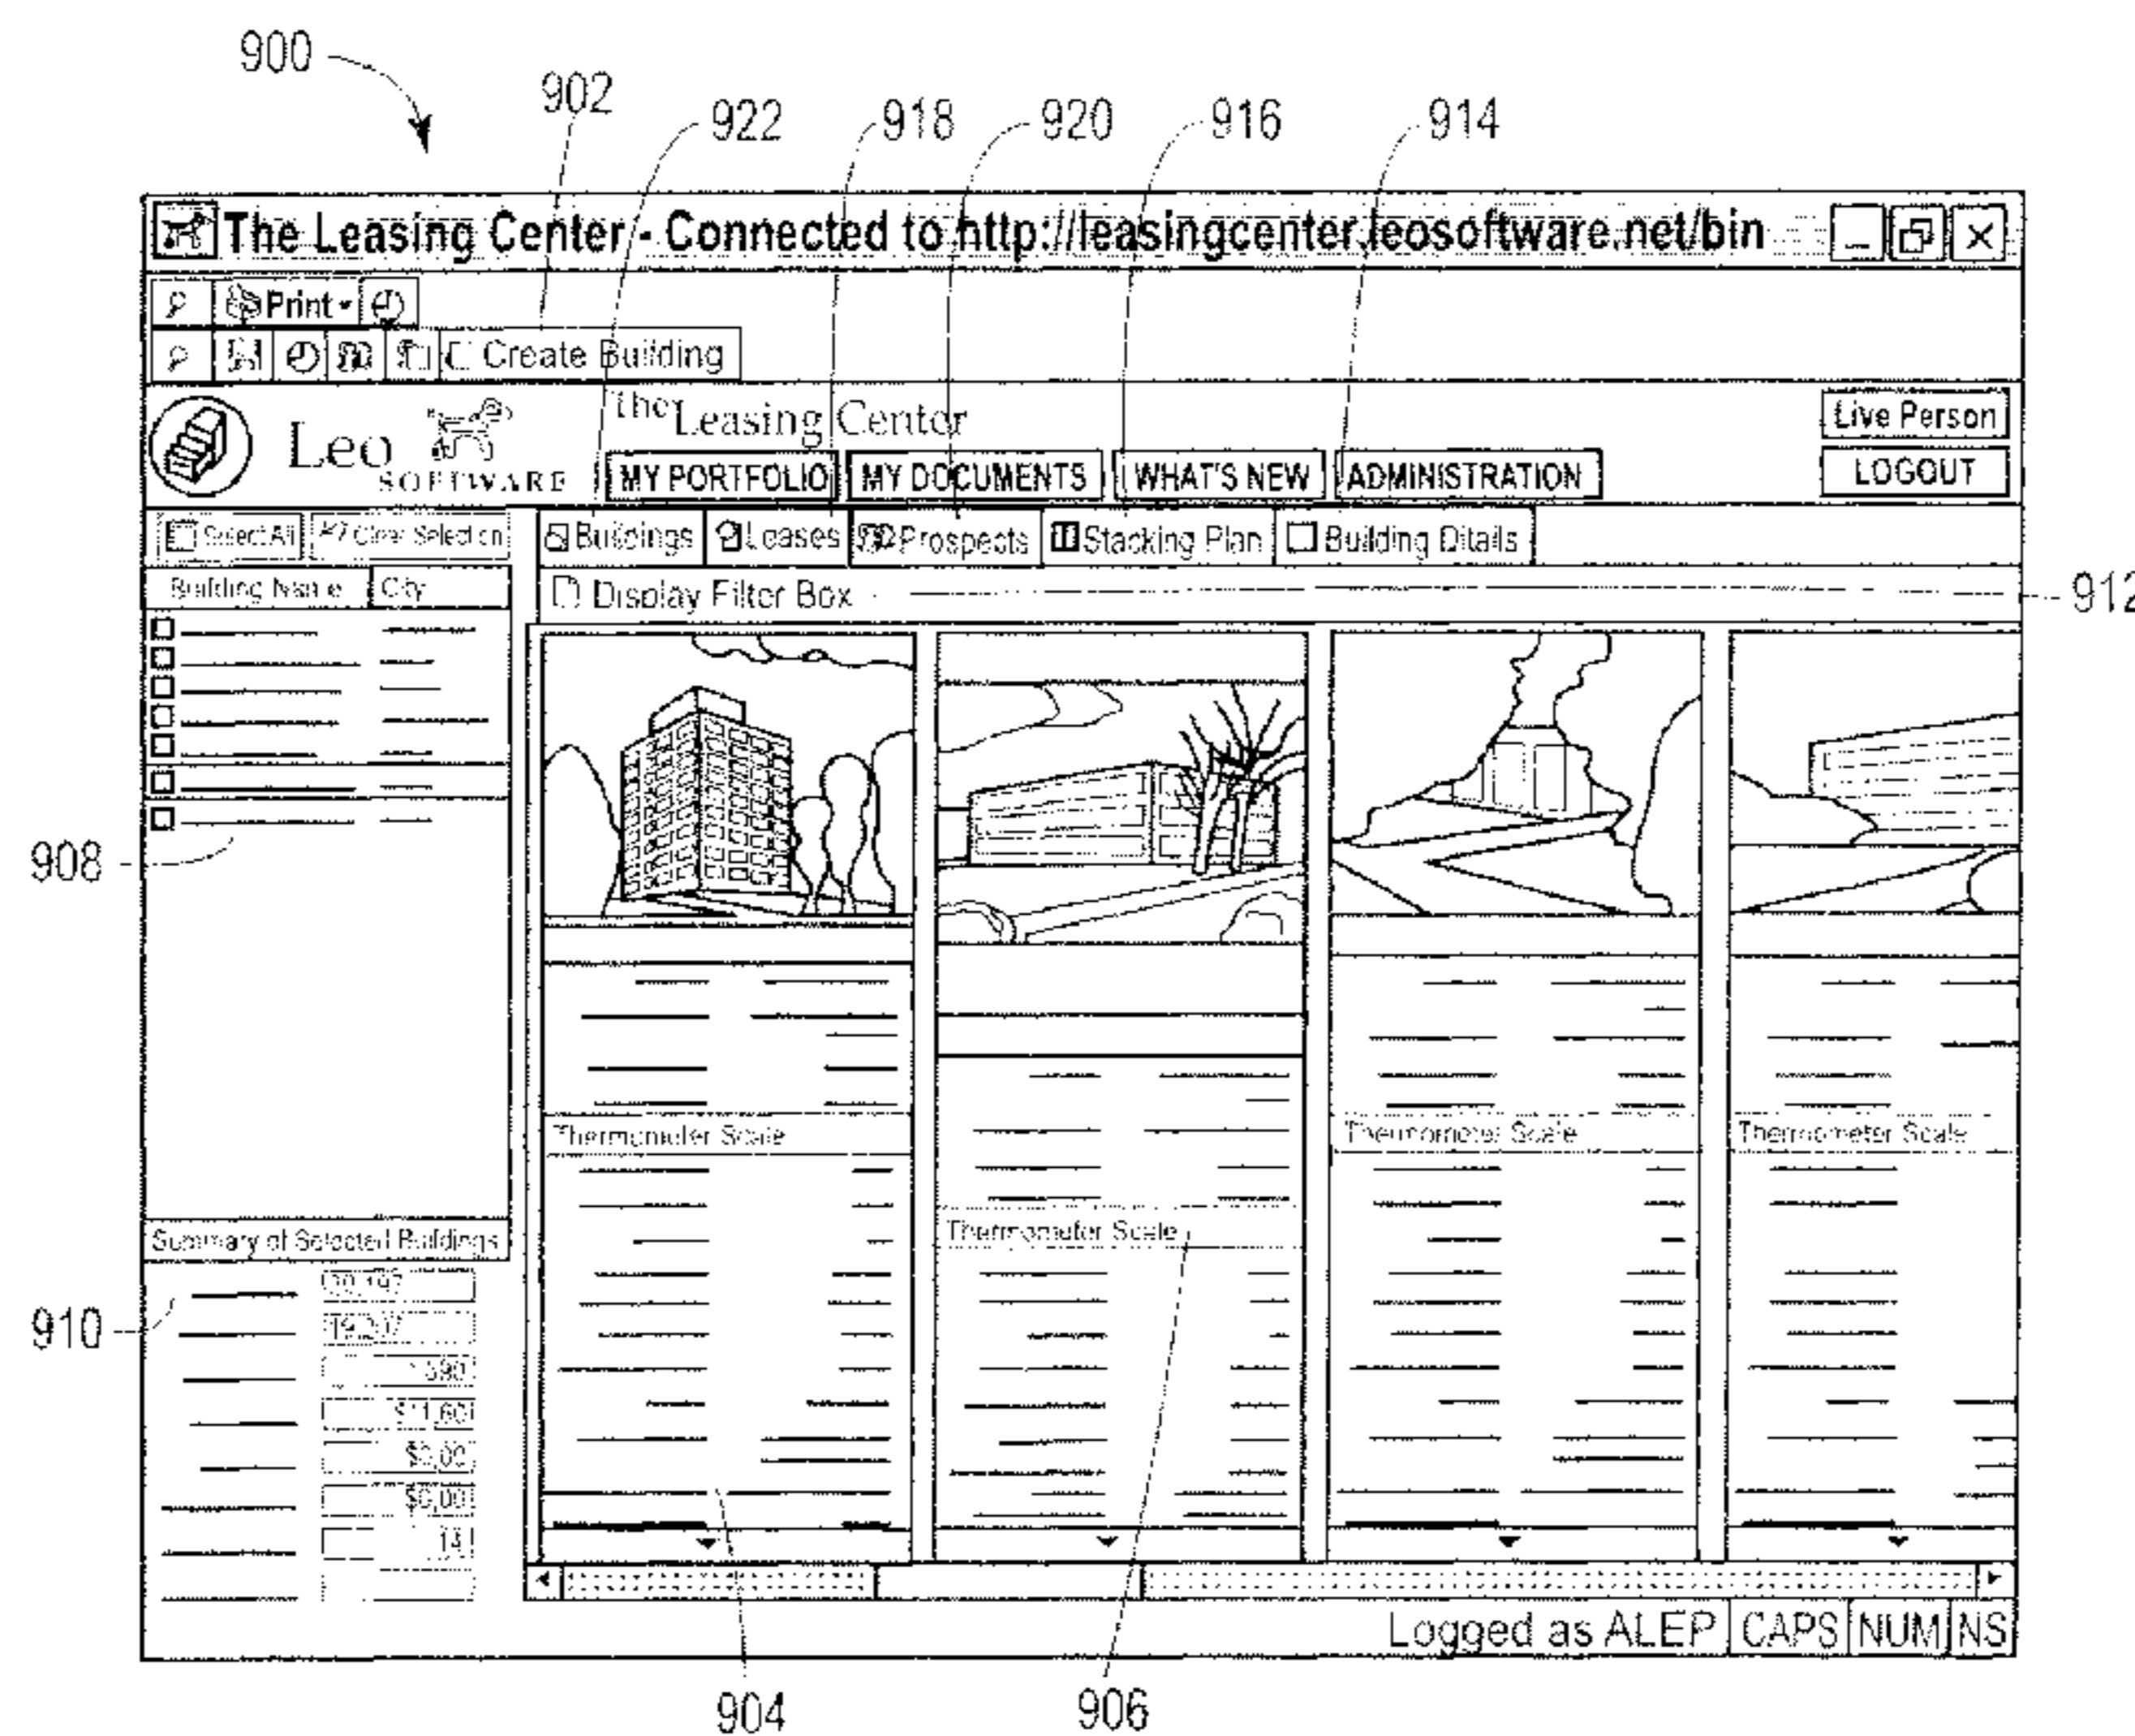 900
902
922 918 920 916 914
The Leasing Center - Connected to http://leasingcenter.leosoftware.net/bin
Print
Create Building
Leo SOFTWARE
the Leasing Center
Live Person
MY PORTFOLIO MY DOCUMENTS WHAT'S NEW ADMINISTRATION LOGOUT
Select All Clear Selection Buildings Leases Prospects Stacking Plan Building Ditails
Building Name City
Display Filter Box
912
908
Thermometer Scale Thermometer Scale Thermometer Scale
Thermometer Scale
Summary of Selected Buildings
910
$0,00
$0,00
14
Logged as ALEP CAPS NUM NS
904 906